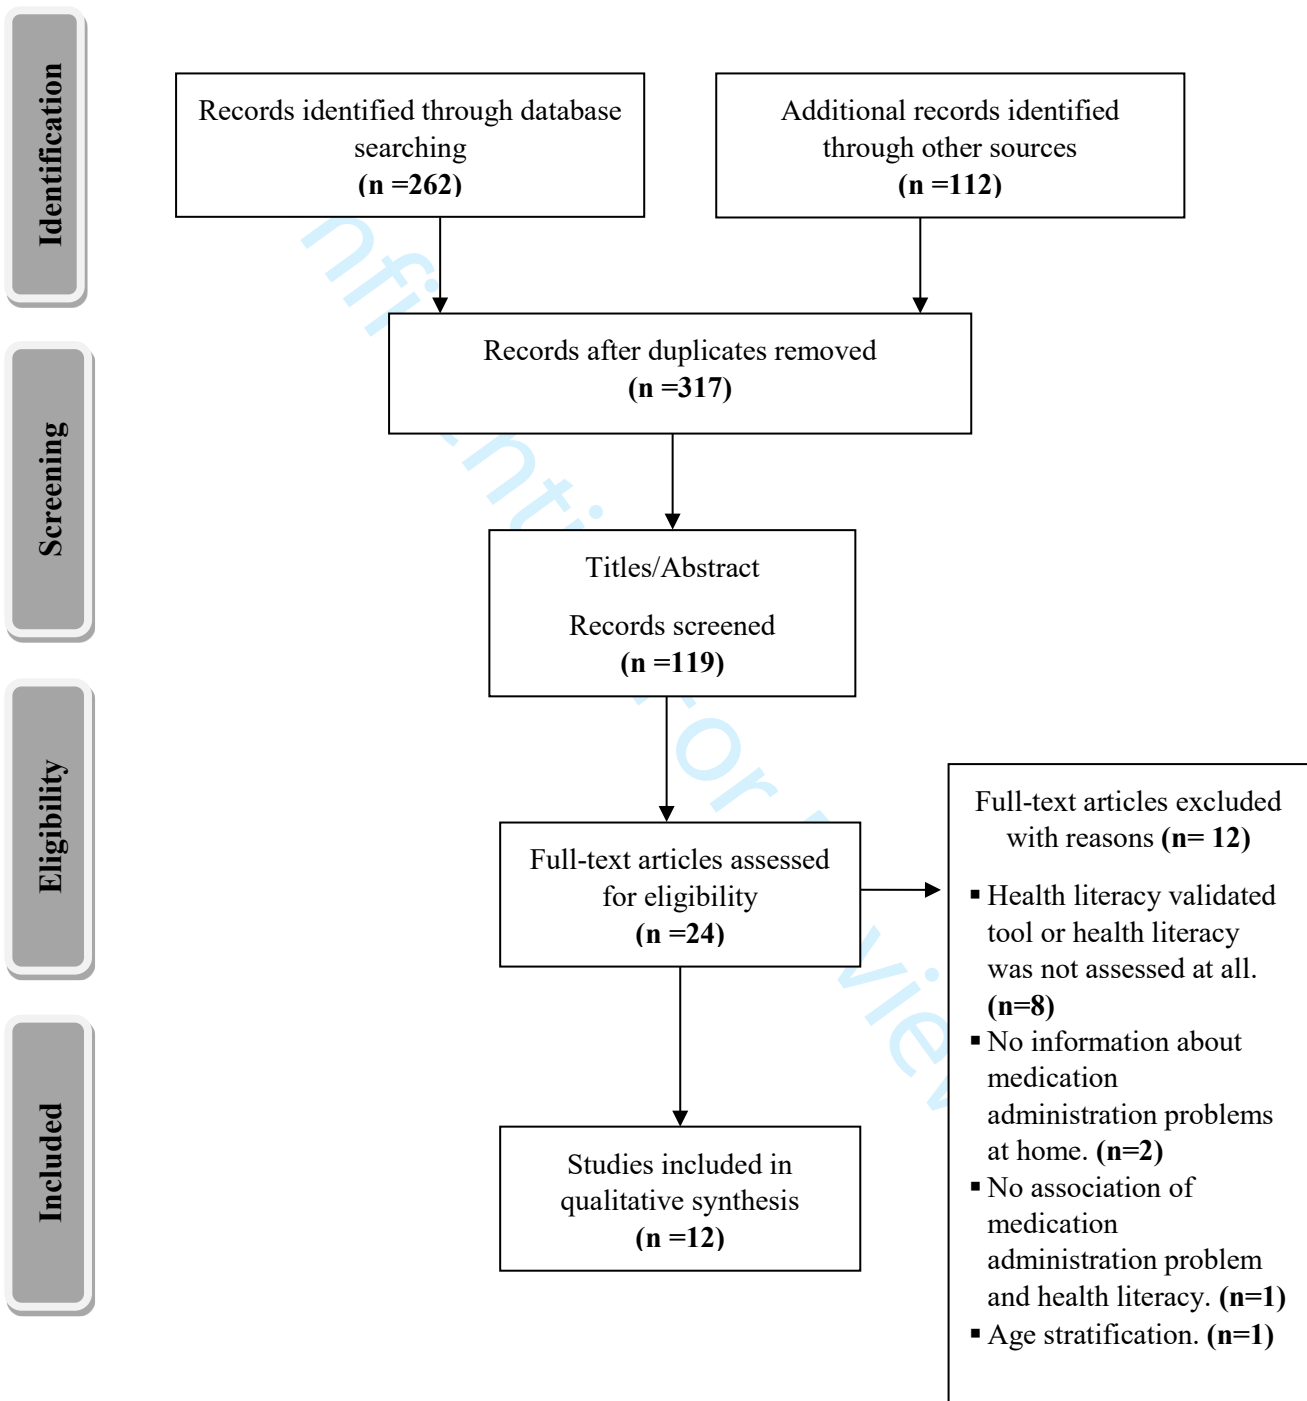 Identification
Records identified through database
searching
(n =262)
Additional records identified
through other sources
(n =112)
Records after duplicates removed
(n =317)
Screening
Titles/Abstract
Records screened
(n =119)
Eligibility
Full-text articles assessed
for eligibility
(n =24)
Full-text articles excluded
with reasons (n= 12)
▪ Health literacy validated
tool or health literacy
was not assessed at all.
(n=8)
▪ No information about
medication
administration problems
at home. (n=2)
▪ No association of
medication
administration problem
and health literacy. (n=1)
▪ Age stratification. (n=1)
Included
Studies included in
qualitative synthesis
(n =12)